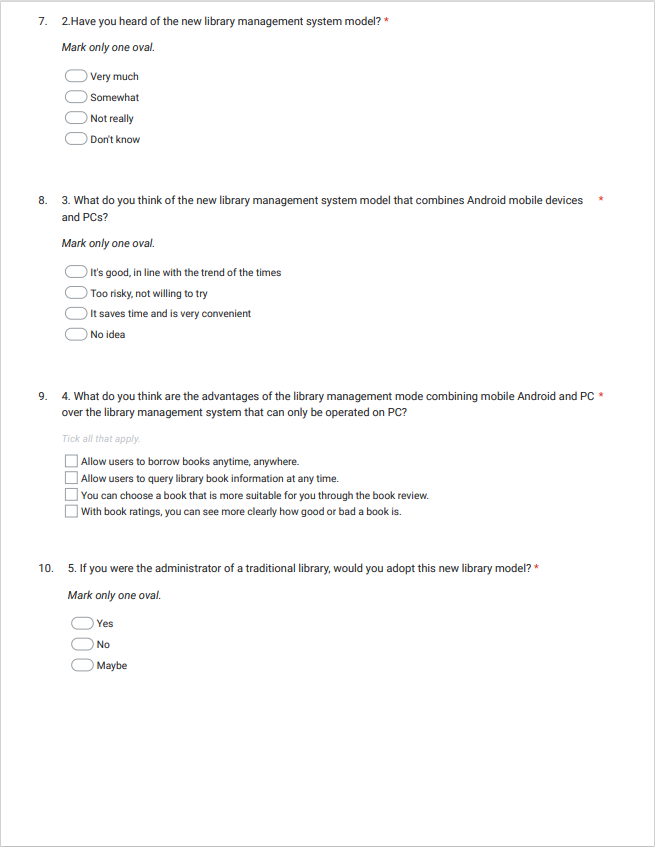 7. 2.Have you heard of the new library management system model? *
Mark only one oval.
Very much
Somewhat
Not really
Don't know
8. 3. What do you think of the new library management system model that combines Android mobile devices *
and PCs?
Mark only one oval.
It's good, in line with the trend of the times
Too risky, not willing to try
It saves time and is very convenient
No idea
9. 4. What do you think are the advantages of the library management mode combining mobile Android and PC *
over the library management system that can only be operated on PC?
Tick all that apply.
Allow users to borrow books anytime, anywhere.
Allow users to query library book information at any time.
You can choose a book that is more suitable for you through the book review.
With book ratings, you can see more clearly how good or bad a book is.
10. 5. If you were the administrator of a traditional library, would you adopt this new library model? *
Mark only one oval.
Yes
No
Maybe